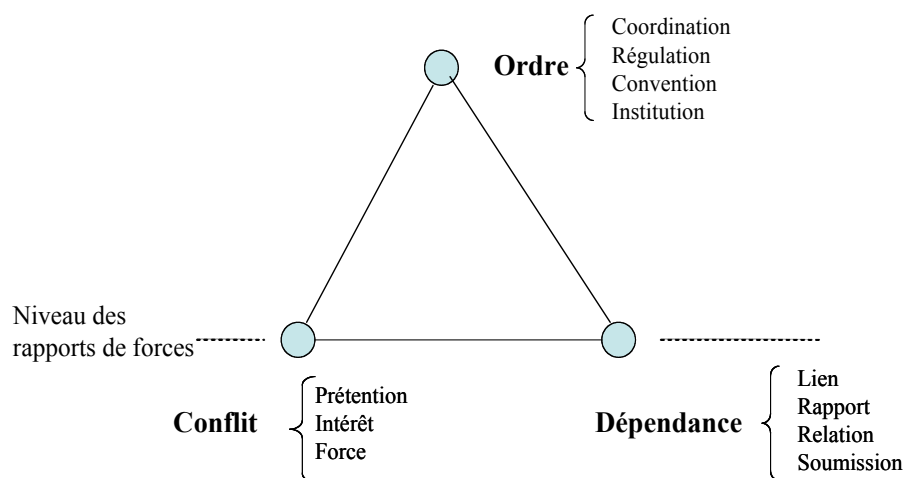 Ordre
Coordination
Régulation
Convention
Institution
Niveau des
rapports de forces
Conflit
Prétention
Intérêt
Force
Dépendance
Lien
Rapport
Relation
Soumission